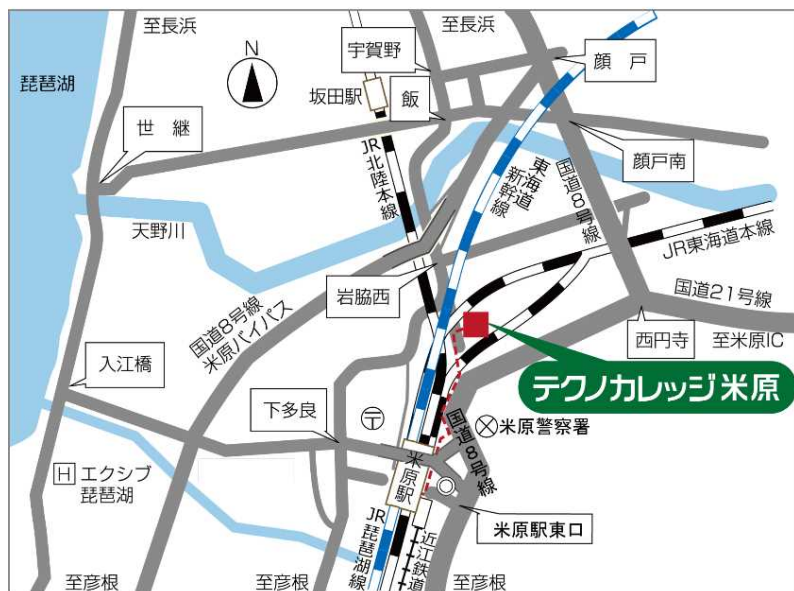 至長浜
至長浜
琵琶湖
N
宇賀野
顔戸
坂田駅
飯
世継
顔戸南
JR北陸本線
東海道
新幹線
国道8号線
天野川
JR東海道本線
岩脇西
国道21号線
国道8号線
米原バイパス
西円寺
至米原IC
入江橋
テクノカレッジ米原
下多良
〒
国道8号線
米原警察署
H エクシブ
琵琶湖
米原駅
米原駅東口
JR琵琶湖線
近江鉄道
至彦根
至彦根
至彦根